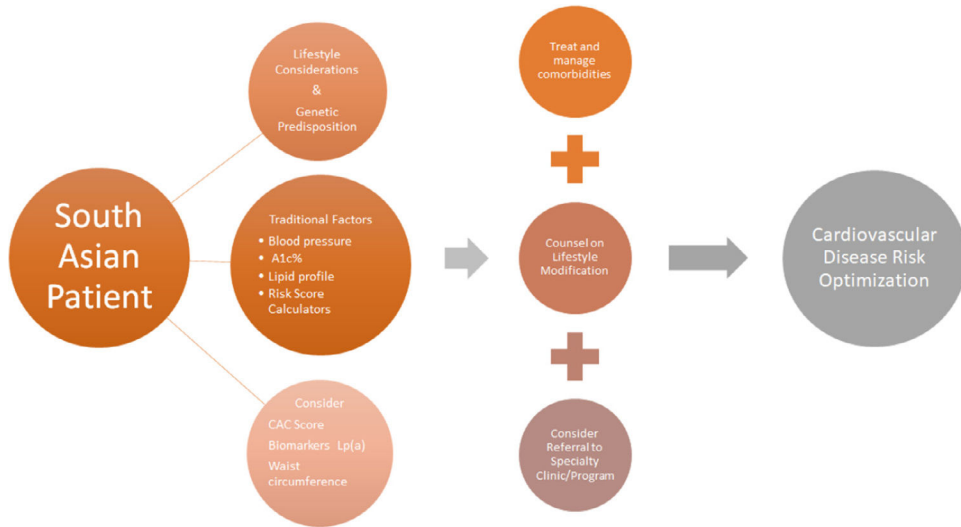 South
Asian
Patient
Lifestyle
Considerations
&
Genetic
Predisposition
Traditional Factors
• Blood pressure
• A1c%
• Lipid profile
• Risk Score
Calculators
Consider
CAC Score
Biomarkers Lp(a)
Waist
circumference
Treat and
manage
comorbidities
Counsel on
Lifestyle
Modification
Consider
Referral to
Specialty
Clinic/Program
Cardiovascular
Disease Risk
Optimization